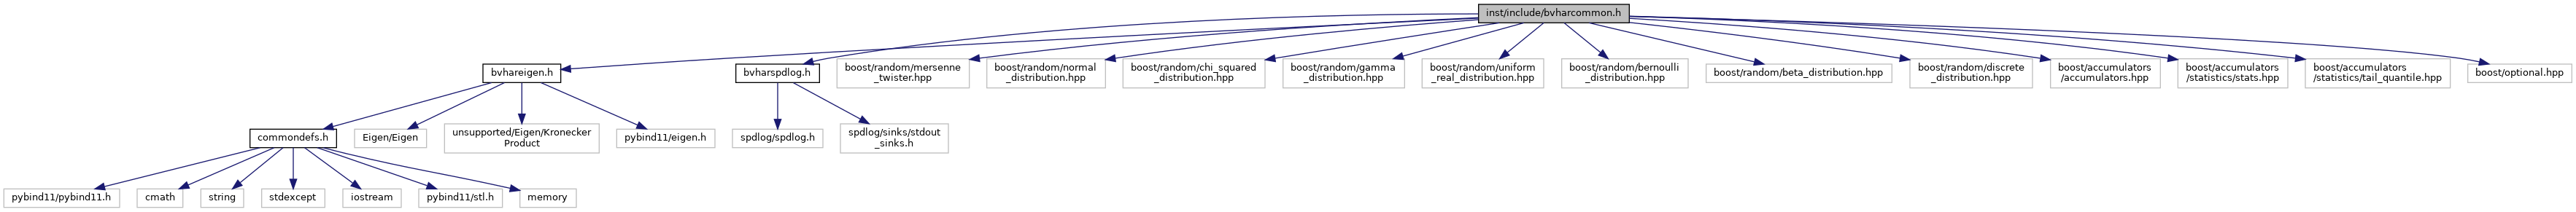 inst/include/bvharcommon.h
bvhareigen.h
bvharspdlog.h
boost/random/mersenne
_twister.hpp
boost/random/normal
_distribution.hpp
boost/random/chi_squared
_distribution.hpp
boost/random/gamma
_distribution.hpp
boost/random/uniform
_real_distribution.hpp
boost/random/bernoulli
_distribution.hpp
boost/random/beta_distribution.hpp
boost/random/discrete
_distribution.hpp
boost/accumulators
/accumulators.hpp
boost/accumulators
/statistics/stats.hpp
boost/accumulators
/statistics/tail_quantile.hpp
boost/optional.hpp
commondefs.h
Eigen/Eigen
unsupported/Eigen/Kronecker
Product
pybind11/eigen.h
spdlog/spdlog.h
spdlog/sinks/stdout
_sinks.h
pybind11/pybind11.h
cmath
string
stdexcept
iostream
pybind11/stl.h
memory